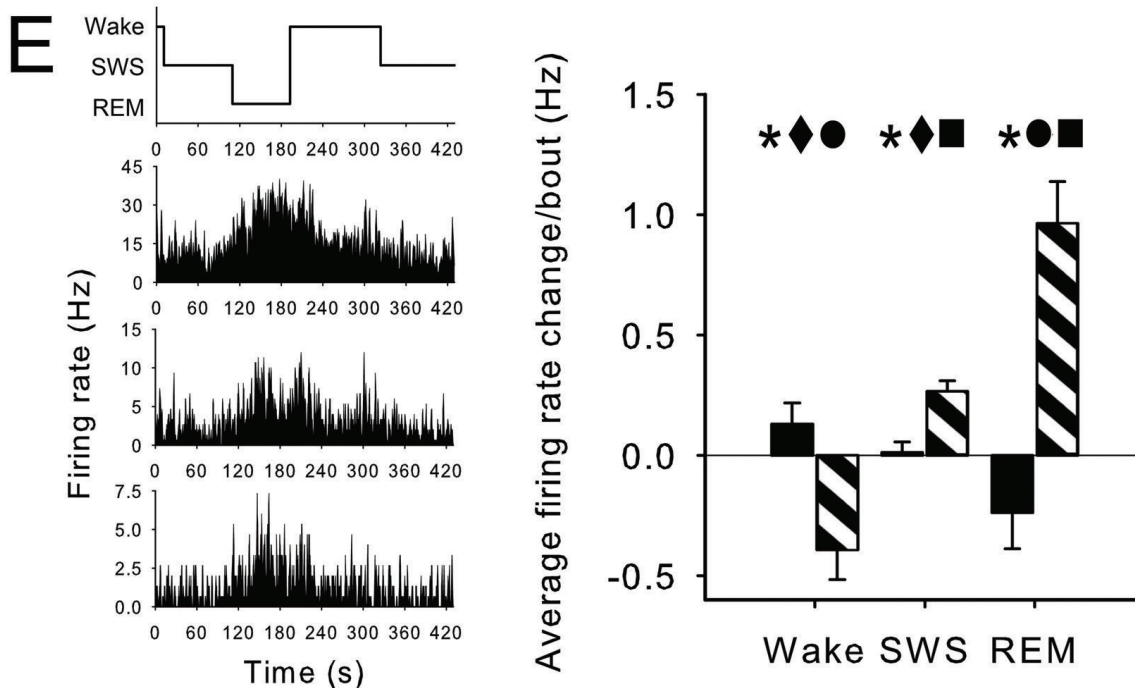 E
Wake
SWS
REM
0 60 120 180 240 300 360 420
Firing rate (Hz)
45
30
15
0
0 60 120 180 240 300 360 420
15
10
5
0
0 60 120 180 240 300 360 420
7.5
5.0
2.5
0.0
0 60 120 180 240 300 360 420
Time (s)
Average firing rate change/bout (Hz)
1.5
1.0
0.5
0.0
-0.5
* ♦ ● * ♦ ■ * ● ■
Wake SWS REM